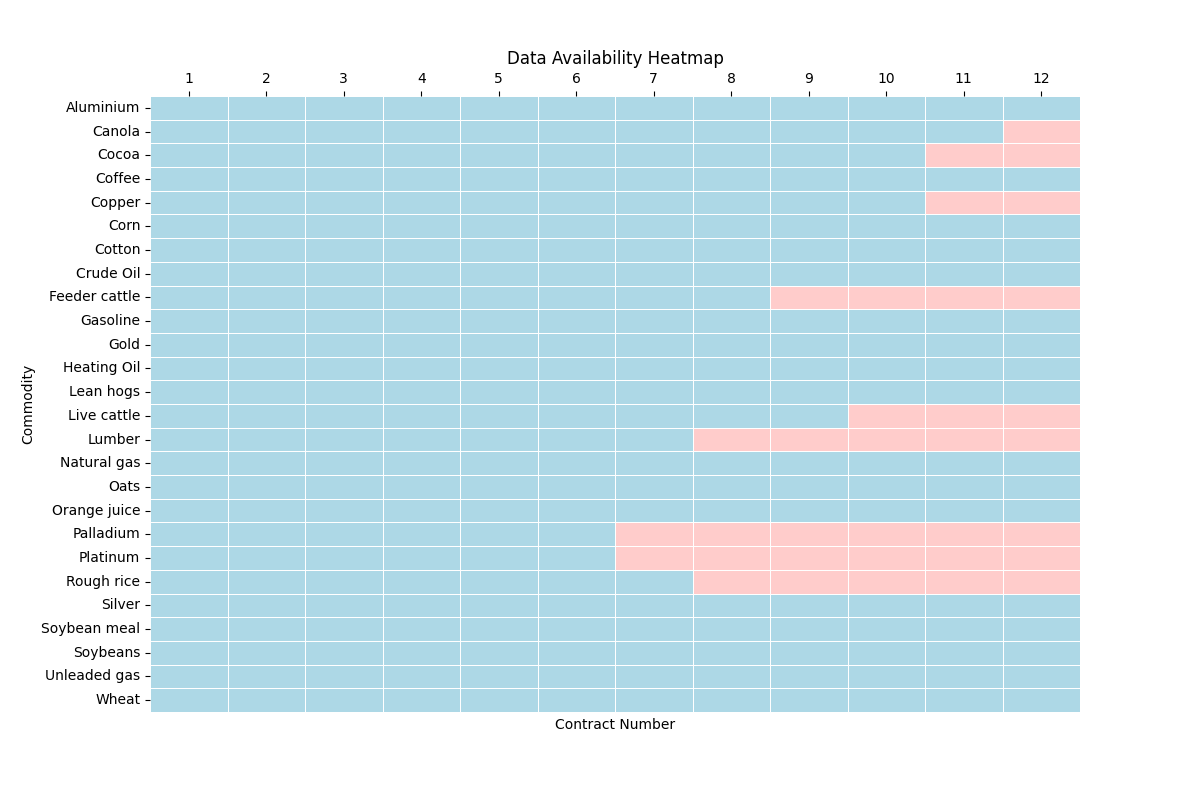 Data Availability Heatmap
1 2 3 4 5 6 7 8 9 10 11 12
Aluminium
Canola
Cocoa
Coffee
Copper
Corn
Cotton
Crude Oil
Feeder cattle
Gasoline
Gold
Heating Oil
Lean hogs
Live cattle
Lumber
Natural gas
Oats
Orange juice
Palladium
Platinum
Rough rice
Silver
Soybean meal
Soybeans
Unleaded gas
Wheat
Commodity
Contract Number